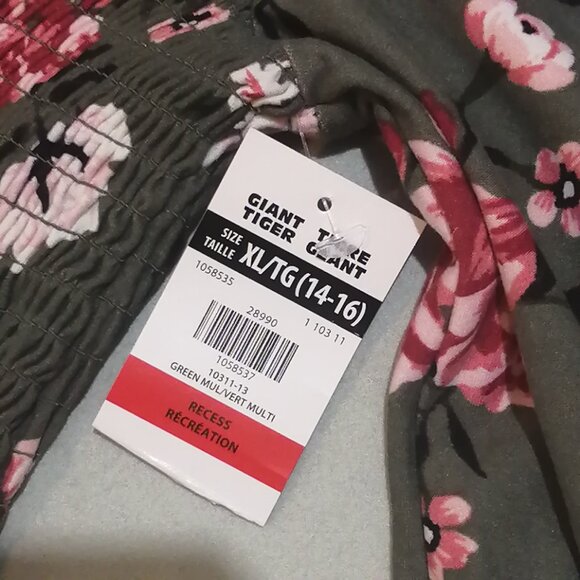 GIANT TIGRE
TIGER GEANT
SIZE
TAILLE XL/TG (14-16)
1058535
28990 1 103 11
1058537
10311-13
GREEN MUL/VERT MULTI
RECESS
RÉCRÉATION